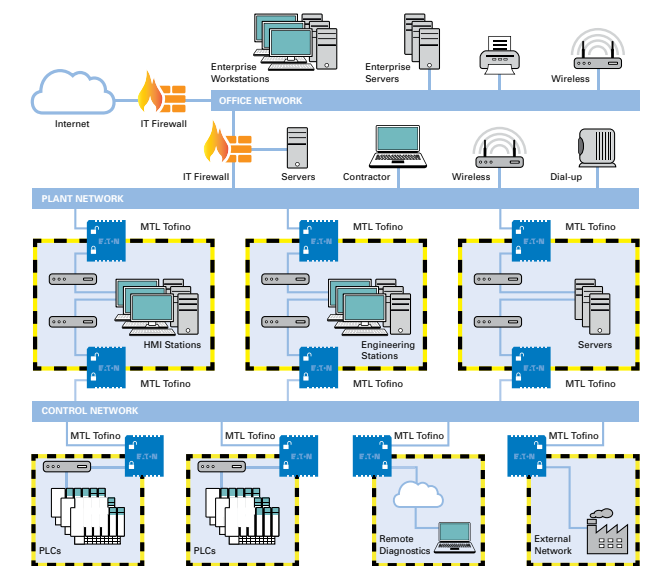 Enterprise
Workstations
Enterprise
Servers
Wireless
Internet
IT Firewall
OFFICE NETWORK
IT Firewall
Servers
Contractor
Wireless
Dial-up
PLANT NETWORK
MTL Tofino
MTL Tofino
MTL Tofino
E·T·N
E·T·N
E·T·N
HMI Stations
Engineering
Stations
Servers
E·T·N
E·T·N
E·T·N
MTL Tofino
MTL Tofino
MTL Tofino
CONTROL NETWORK
MTL Tofino
MTL Tofino
MTL Tofino
MTL Tofino
E·T·N
E·T·N
E·T·N
E·T·N
PLCs
PLCs
Remote
Diagnostics
External
Network